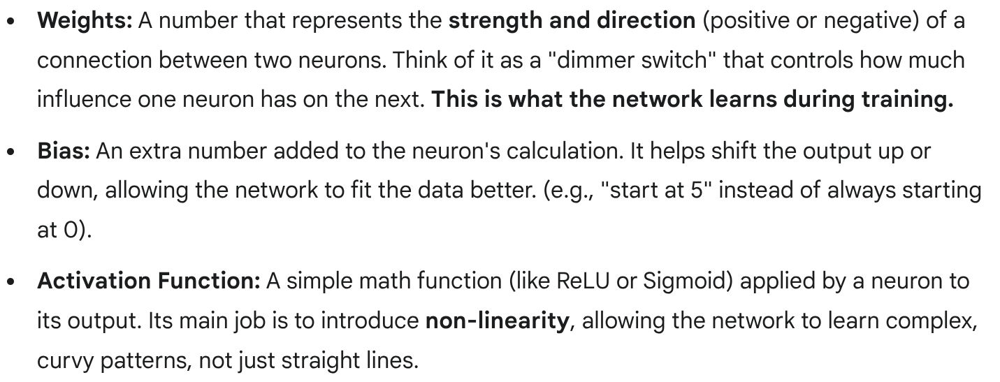 • Weights: A number that represents the strength and direction (positive or negative) of a
connection between two neurons. Think of it as a "dimmer switch" that controls how much
influence one neuron has on the next. This is what the network learns during training.
• Bias: An extra number added to the neuron's calculation. It helps shift the output up or
down, allowing the network to fit the data better. (e.g., "start at 5" instead of always starting
at 0).
• Activation Function: A simple math function (like ReLU or Sigmoid) applied by a neuron to
its output. Its main job is to introduce non-linearity, allowing the network to learn complex,
curvy patterns, not just straight lines.